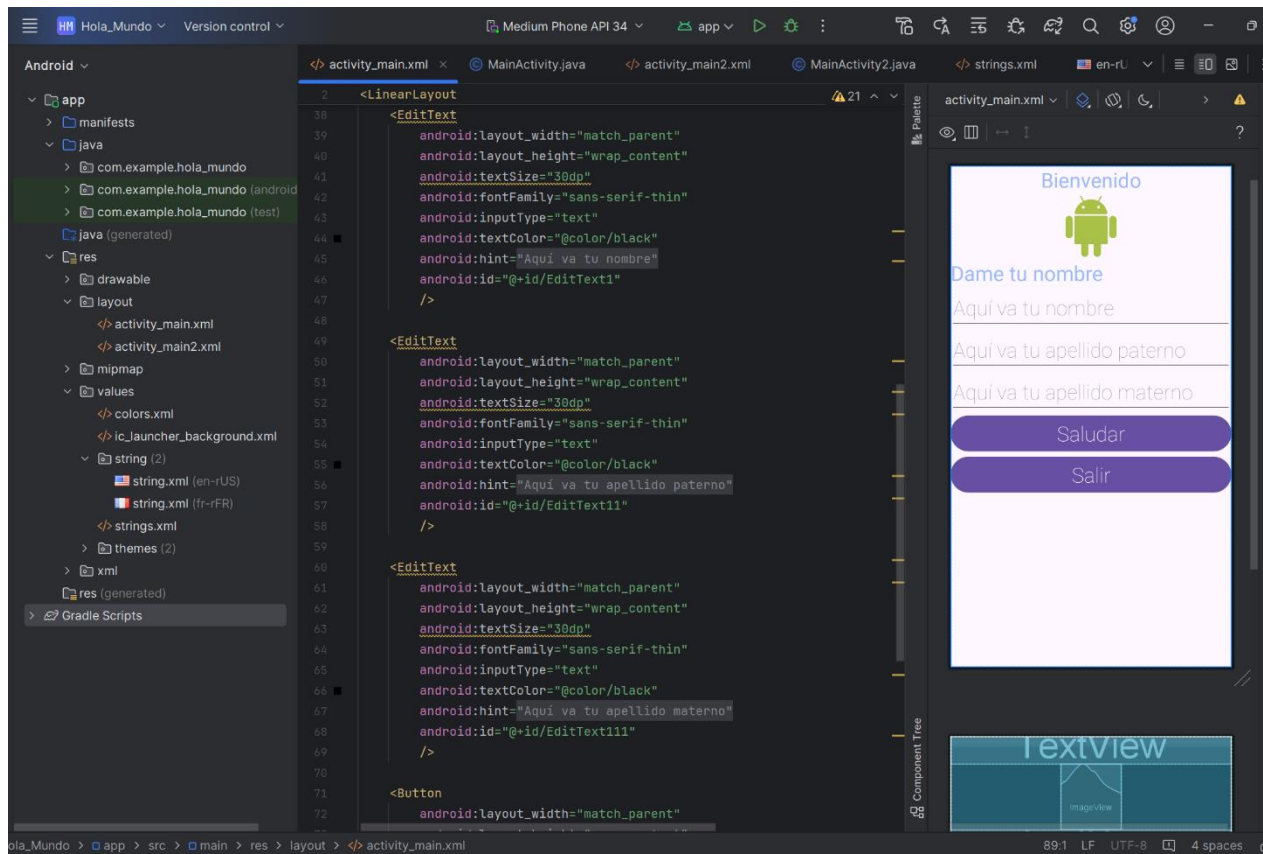 HM Hola_Mundo Version control Medium Phone API 34 app
Android
activity_main.xml MainActivity.java activity_main2.xml MainActivity2.java strings.xml en-rU
app
manifests
java
com.example.hola_mundo
com.example.hola_mundo (android
com.example.hola_mundo (test)
java (generated)
res
drawable
layout
activity_main.xml
activity_main2.xml
mipmap
values
colors.xml
ic_launcher_background.xml
string (2)
string.xml (en-rUS)
string.xml (fr-rFR)
strings.xml
themes (2)
xml
res (generated)
Gradle Scripts
2 <LinearLayout
21
38 <EditText
39 android:layout_width="match_parent"
40 android:layout_height="wrap_content"
41 android:textSize="30dp"
42 android:fontFamily="sans-serif-thin"
43 android:inputType="text"
44 android:textColor="@color/black"
45 android:hint="Aquí va tu nombre"
46 android:id="@+id/EditText1"
47 />
48
49 <EditText
50 android:layout_width="match_parent"
51 android:layout_height="wrap_content"
52 android:textSize="30dp"
53 android:fontFamily="sans-serif-thin"
54 android:inputType="text"
55 android:textColor="@color/black"
56 android:hint="Aquí va tu apellido paterno"
57 android:id="@+id/EditText11"
58 />
59
60 <EditText
61 android:layout_width="match_parent"
62 android:layout_height="wrap_content"
63 android:textSize="30dp"
64 android:fontFamily="sans-serif-thin"
65 android:inputType="text"
66 android:textColor="@color/black"
67 android:hint="Aquí va tu apellido materno"
68 android:id="@+id/EditText111"
69 />
70
71 <Button
72 android:layout_width="match_parent"
Palette
Component Tree
activity_main.xml
?
Bienvenido
Dame tu nombre
Aquí va tu nombre
Aquí va tu apellido paterno
Aquí va tu apellido materno
Saludar
Salir
TextView
ImageView
ola_Mundo > app > src > main > res > layout > activity_main.xml
89:1 LF UTF-8 4 spaces